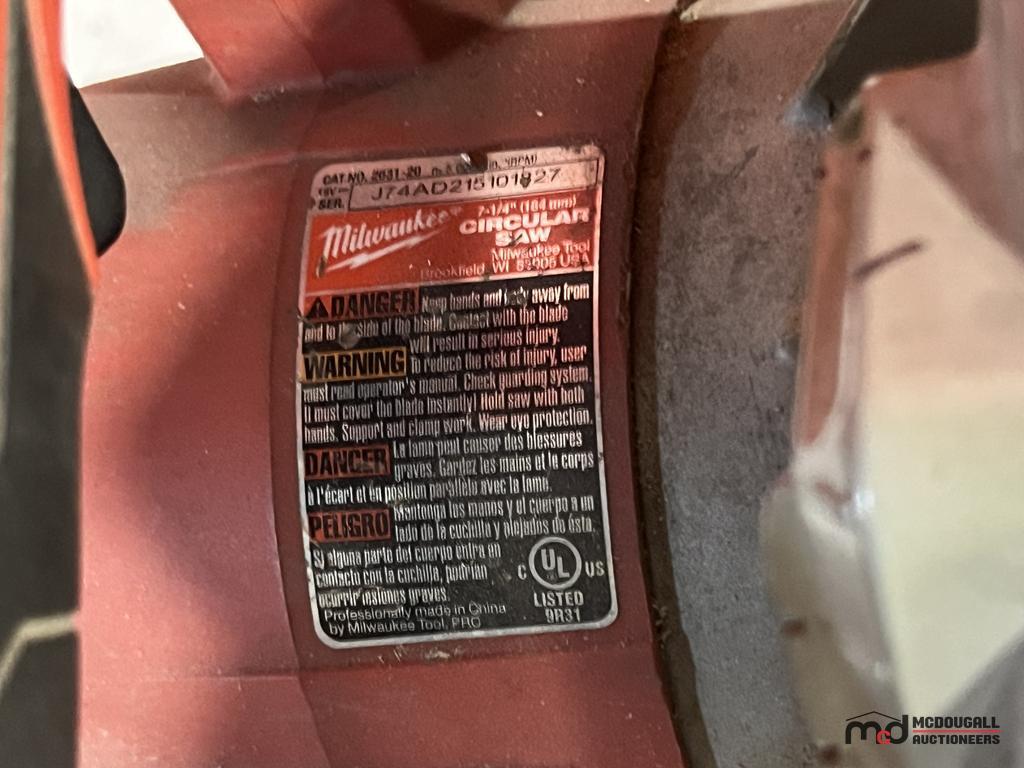 CAT.NO. 2631-20
18V
SER. J74AD215101827
Milwaukee
7-1/4" (184 mm)
CIRCULAR
SAW
Milwaukee Tool
Brookfield, WI 53005 USA
DANGER Keep hands and body away from
and to the side of the blade. Contact with the blade
will result in serious injury.
WARNING To reduce the risk of injury, user
must read operator's manual. Check guarding system
it must cover the blade instantly! Hold saw with both
hands. Support and clamp work. Wear eye protection.
DANGER La lame peut causer des blessures
graves. Gardez les mains et le corps
à l'écart et en position parallèle avec la lame.
PELIGRO Mantenga las manos y el cuerpo a un
lado de la cuchilla y alejados de ésta.
Si alguna parte del cuerpo entra en
contacto con la cuchilla, podrían
ocurrir lesiones graves.
Professionally made in China
by Milwaukee Tool, PRC
C UL US
LISTED
9R31
mcd MCDOUGALL
AUCTIONEERS